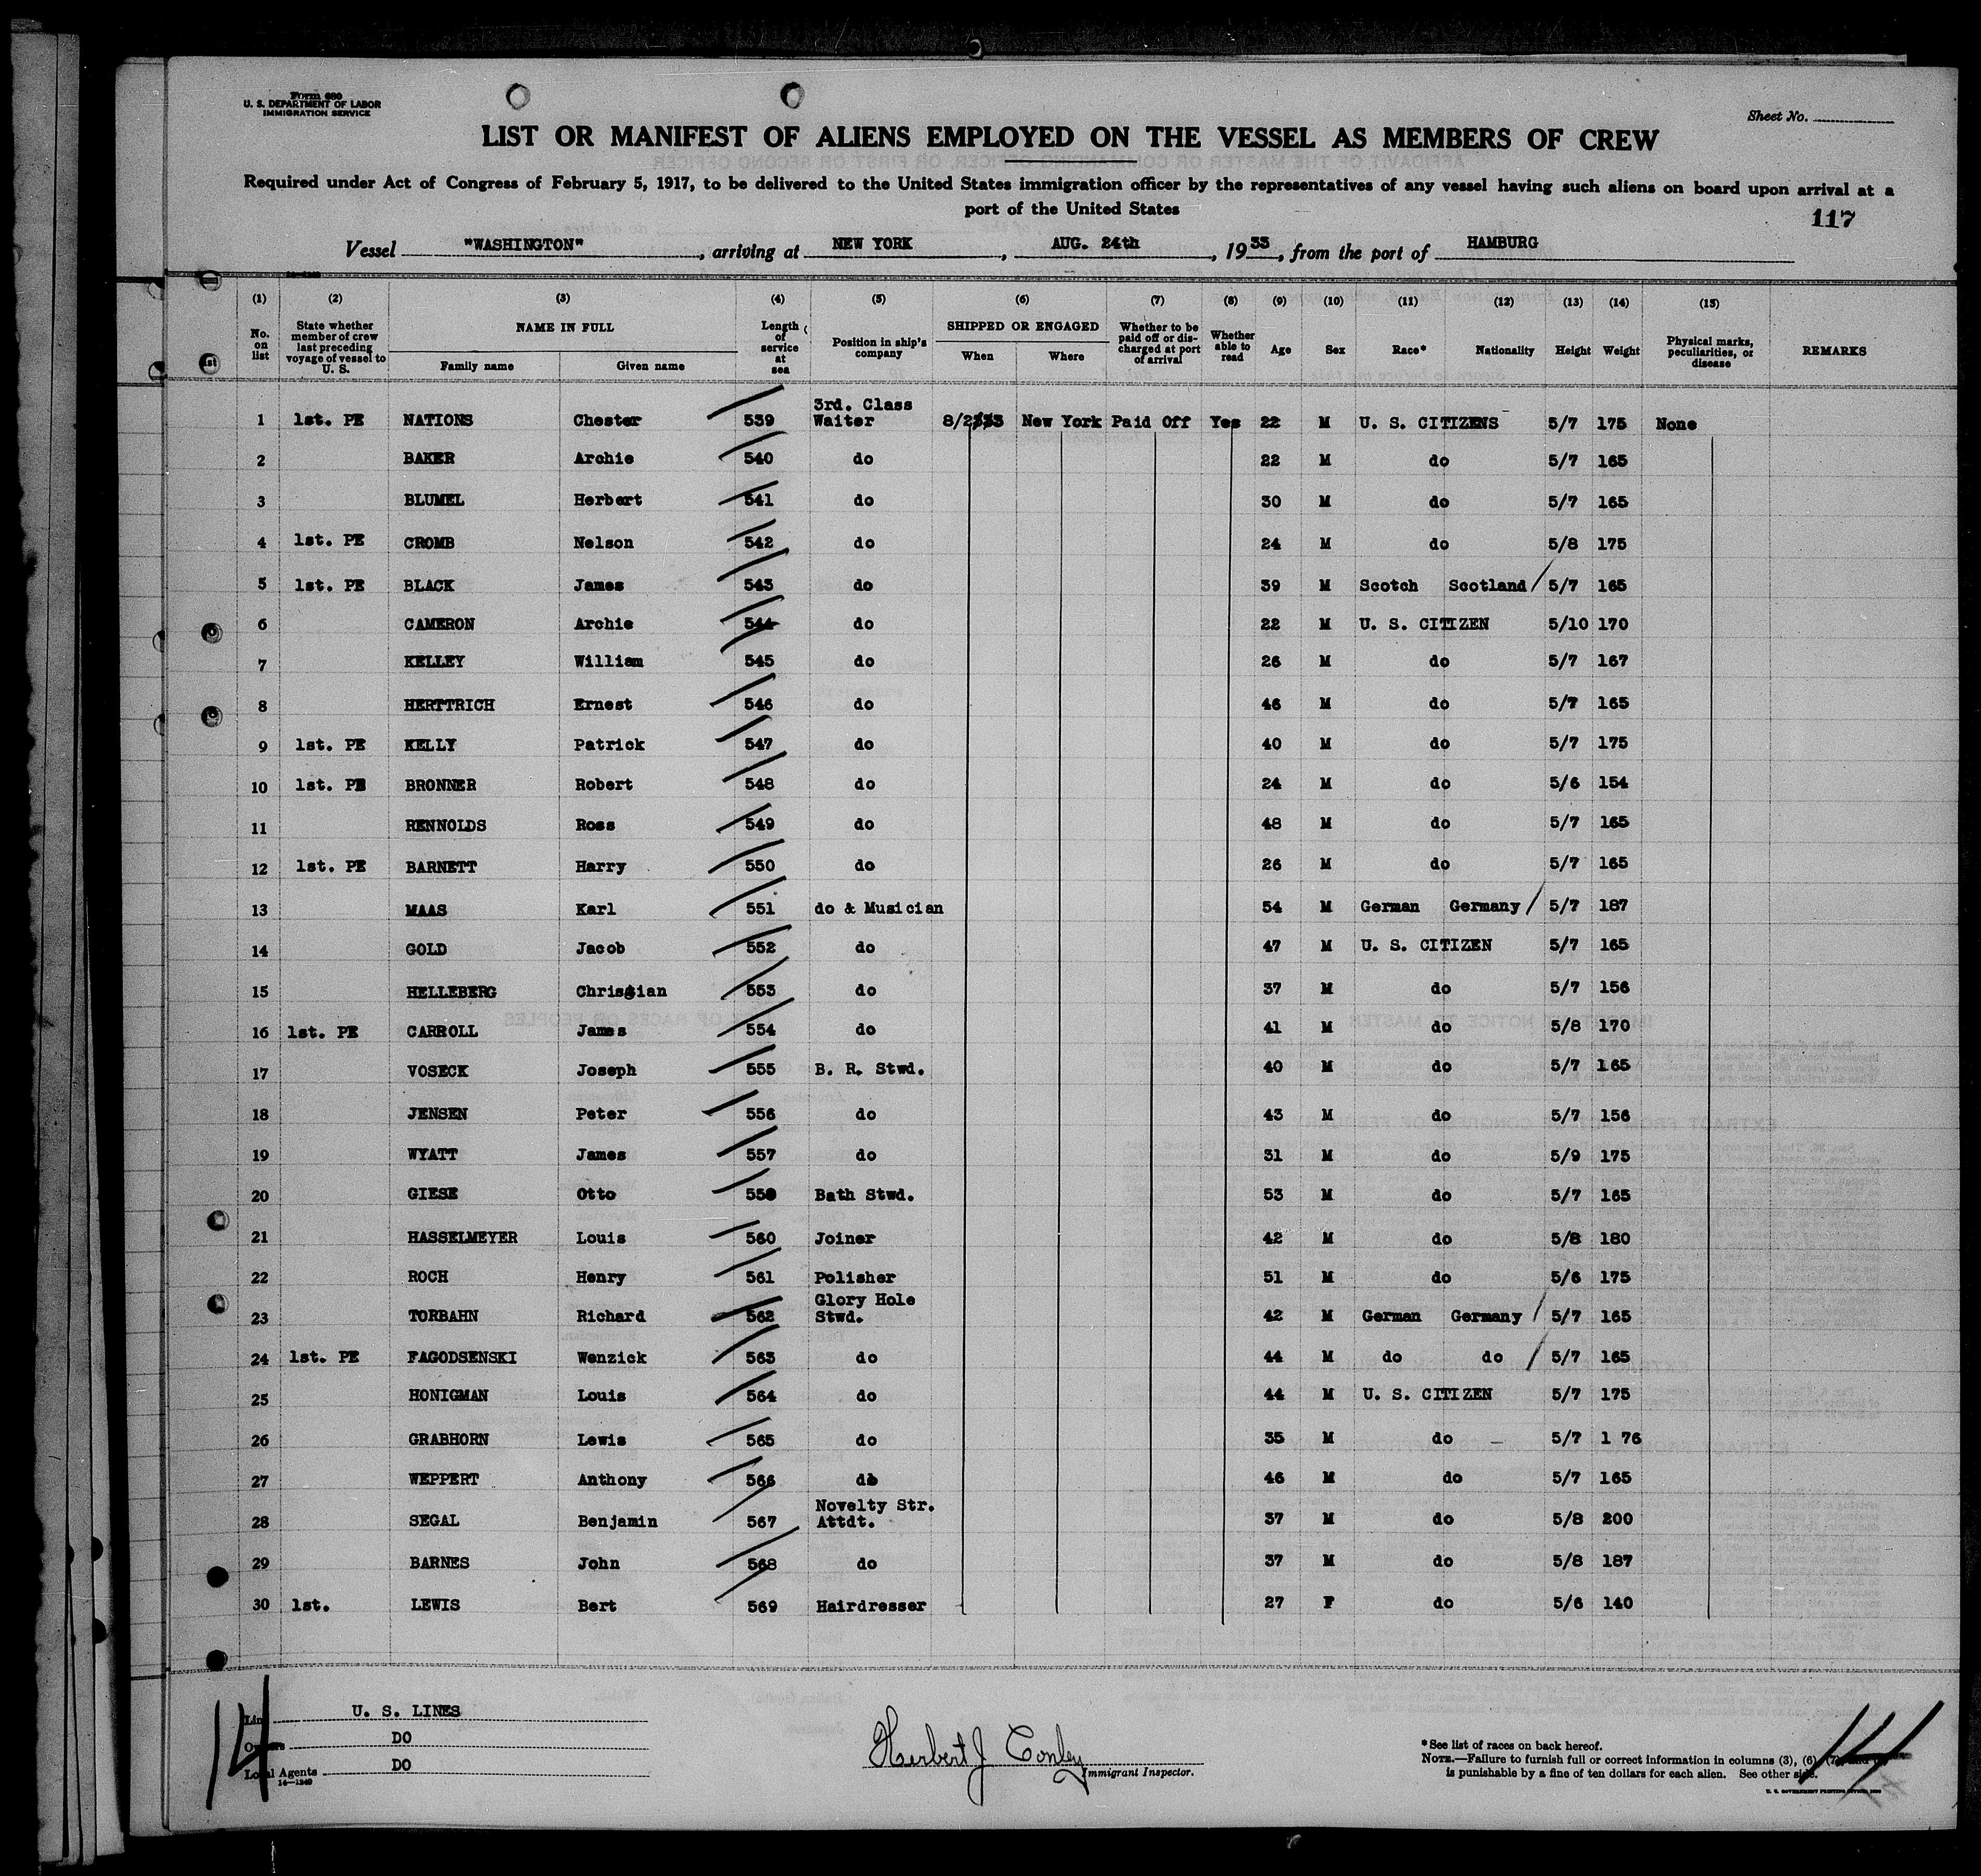 Form 680
U. S. DEPARTMENT OF LABOR
IMMIGRATION SERVICE
Sheet No.
LIST OR MANIFEST OF ALIENS EMPLOYED ON THE VESSEL AS MEMBERS OF CREW
Required under Act of Congress of February 5, 1917, to be delivered to the United States immigration officer by the representatives of any vessel having such aliens on board upon arrival at a
port of the United States
117
Vessel "WASHINGTON", arriving at NEW YORK, AUG. 24th, 1933, from the port of HAMBURG
(1) (2) (3) (4) (5) (6) (7) (8) (9) (10) (11) (12) (13) (14) (15)
No. on list State whether member of crew last preceding voyage of vessel to U. S. NAME IN FULL Family name Given name Length of service at sea Position in ship's company SHIPPED OR ENGAGED When Where Whether to be paid off or discharged at port of arrival Whether able to read Age Sex Race* Nationality Height Weight Physical marks, peculiarities, or disease REMARKS
1 1st. PE NATIONS Chester 539 3rd. Class Waiter 8/2 New York Paid Off Yes 22 M U. S. CITIZENS 5/7 175 None
2 BAKER Archie 540 do 22 M do 5/7 165
3 BLUMEL Herbert 541 do 30 M do 5/7 165
4 1st. PE CROMB Nelson 542 do 24 M do 5/8 175
5 1st. PE BLACK James 543 do 39 M Scotch Scotland 5/7 165
6 CAMERON Archie 544 do 22 M U. S. CITIZEN 5/10 170
7 KELLEY William 545 do 26 M do 5/7 167
8 HERTTRICH Ernest 546 do 46 M do 5/7 165
9 1st. PE KELLY Patrick 547 do 40 M do 5/7 175
10 1st. PE BRONNER Robert 548 do 24 M do 5/6 154
11 RENNOLDS Ross 549 do 48 M do 5/7 165
12 1st. PE BARNETT Harry 550 do 26 M do 5/7 165
13 MAAS Karl 551 do & Musician 54 M German Germany 5/7 187
14 GOLD Jacob 552 do 47 M U. S. CITIZEN 5/7 165
15 HELLEBERG Christian 553 do 37 M do 5/7 156
16 1st. PE CARROLL James 554 do 41 M do 5/8 170
17 VOSECK Joseph 555 B. R. Stwd. 40 M do 5/7 165
18 JENSEN Peter 556 do 43 M do 5/7 156
19 WYATT James 557 do 31 M do 5/9 175
20 GIESE Otto Bath Stwd. 53 M do 5/7 165
21 HASSELMEYER Louis 560 Joiner 42 M do 5/8 180
22 ROCH Henry 561 Polisher 51 M do 5/6 175
23 TORBAHN Richard 562 Glory Hole Stwd. 42 M German Germany 5/7 165
24 1st. PE FAGODSENSKI Wenzick 563 do 44 M do do 5/7 165
25 HONIGMAN Louis 564 do 44 M U. S. CITIZEN 5/7 175
26 GRABHORN Lewis 565 do 35 M do 5/7 1 76
27 WEPPERT Anthony 566 do 46 M do 5/7 165
28 SEGAL Benjamin 567 Novelty Str. Attdt. 37 M do 5/8 200
29 BARNES John 568 do 37 M do 5/8 187
30 1st. LEWIS Bert 569 Hairdresser 27 F do 5/6 140
14
Line U. S. LINES
Owners DO
Local Agents DO
16—1240
Herbert J Conley
Immigrant Inspector.
*See list of races on back hereof.
NOTE.—Failure to furnish full or correct information in columns (3), (6), (7),
is punishable by a fine of ten dollars for each alien. See other side.
14